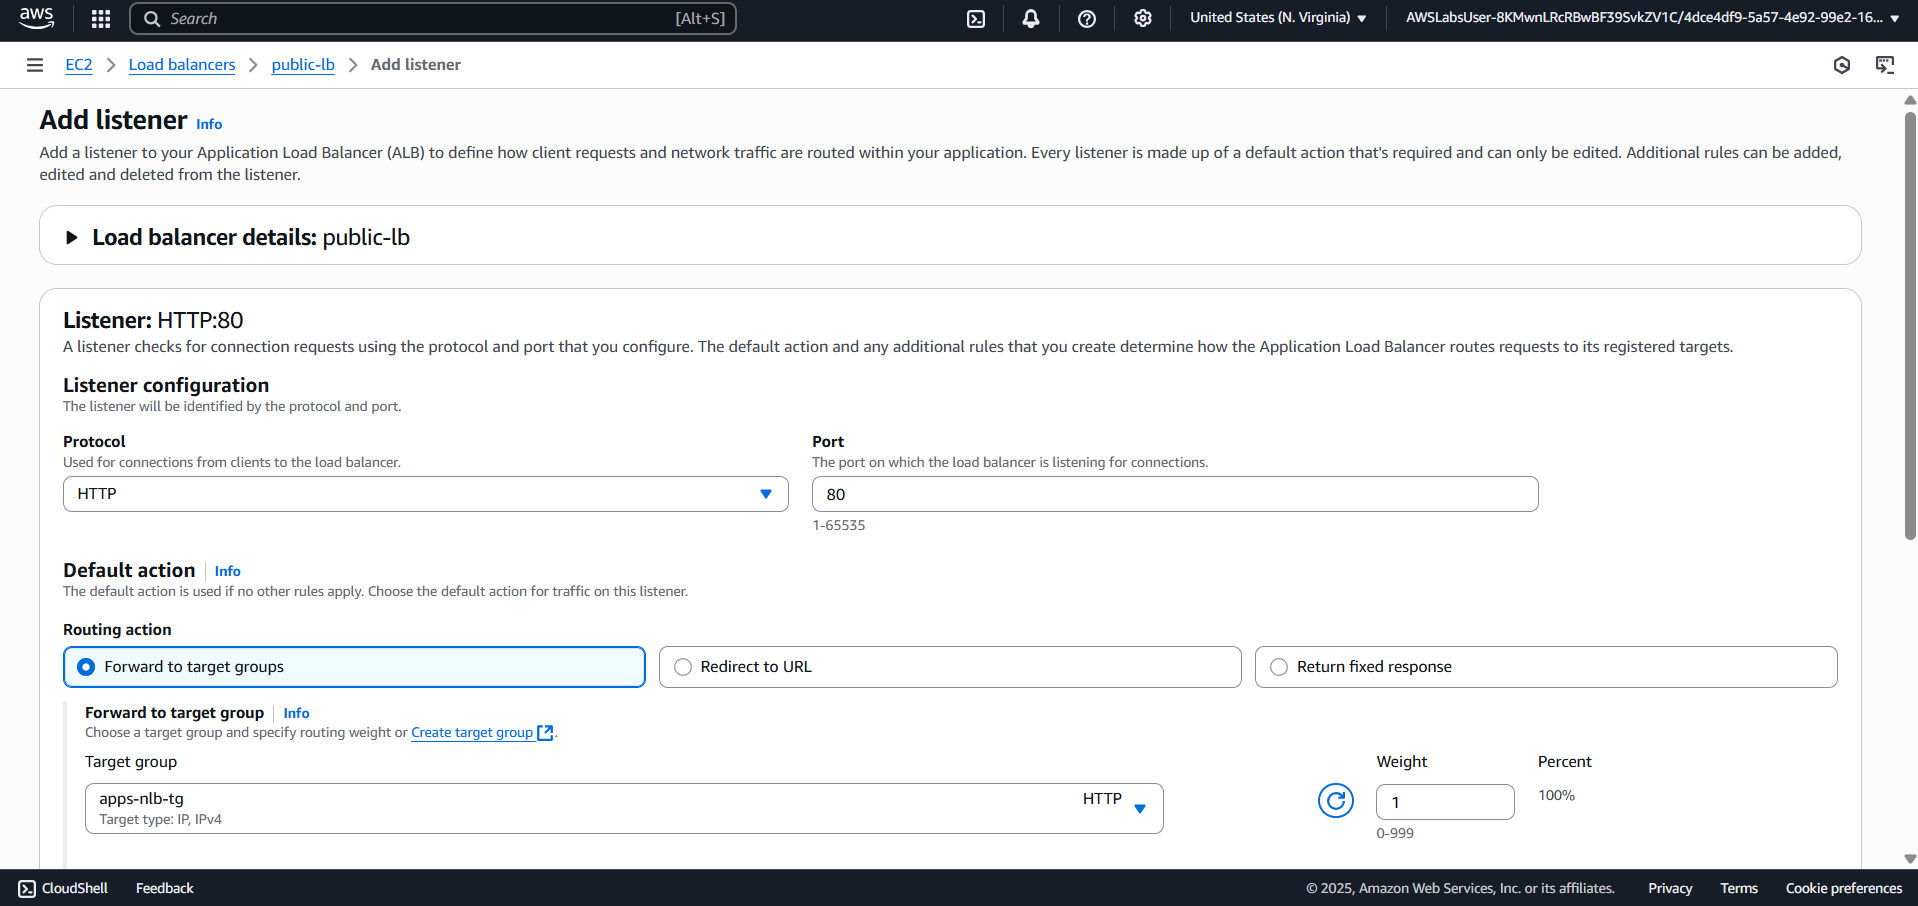 aws
Search
[Alt+S]
United States (N. Virginia)
AWSLabsUser-8KMwnLRcRBwBF39SvkZV1C/4dce4df9-5a57-4e92-99e2-16...
EC2
Load balancers
public-lb
Add listener
Add listener Info
Add a listener to your Application Load Balancer (ALB) to define how client requests and network traffic are routed within your application. Every listener is made up of a default action that's required and can only be edited. Additional rules can be added,
edited and deleted from the listener.
Load balancer details: public-lb
Listener: HTTP:80
A listener checks for connection requests using the protocol and port that you configure. The default action and any additional rules that you create determine how the Application Load Balancer routes requests to its registered targets.
Listener configuration
The listener will be identified by the protocol and port.
Protocol
Used for connections from clients to the load balancer.
HTTP
Port
The port on which the load balancer is listening for connections.
80
1-65535
Default action Info
The default action is used if no other rules apply. Choose the default action for traffic on this listener.
Routing action
Forward to target groups
Redirect to URL
Return fixed response
Forward to target group Info
Choose a target group and specify routing weight or Create target group .
Target group
apps-nlb-tg
HTTP
Target type: IP, IPv4
Weight
1
0-999
Percent
100%
CloudShell
Feedback
© 2025, Amazon Web Services, Inc. or its affiliates.
Privacy
Terms
Cookie preferences